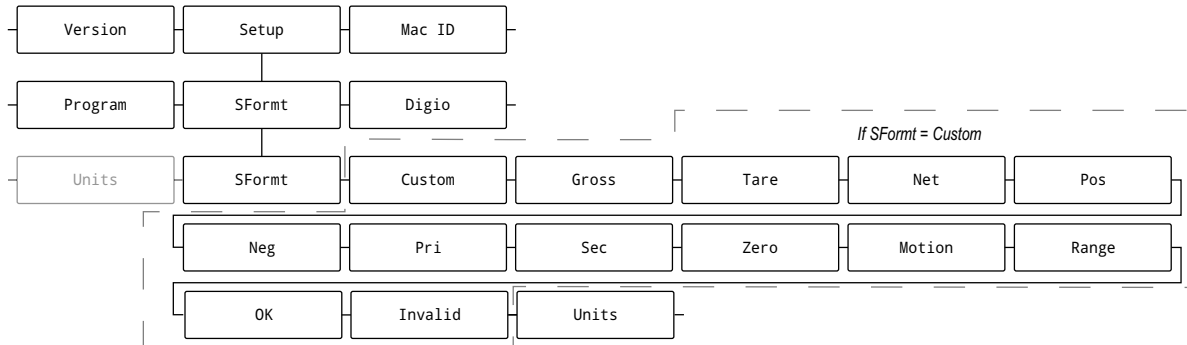 Version Setup Mac ID
Program SFormt Digio
If SFormt = Custom
Units SFormt Custom Gross Tare Net Pos
Neg Pri Sec Zero Motion Range
OK Invalid Units